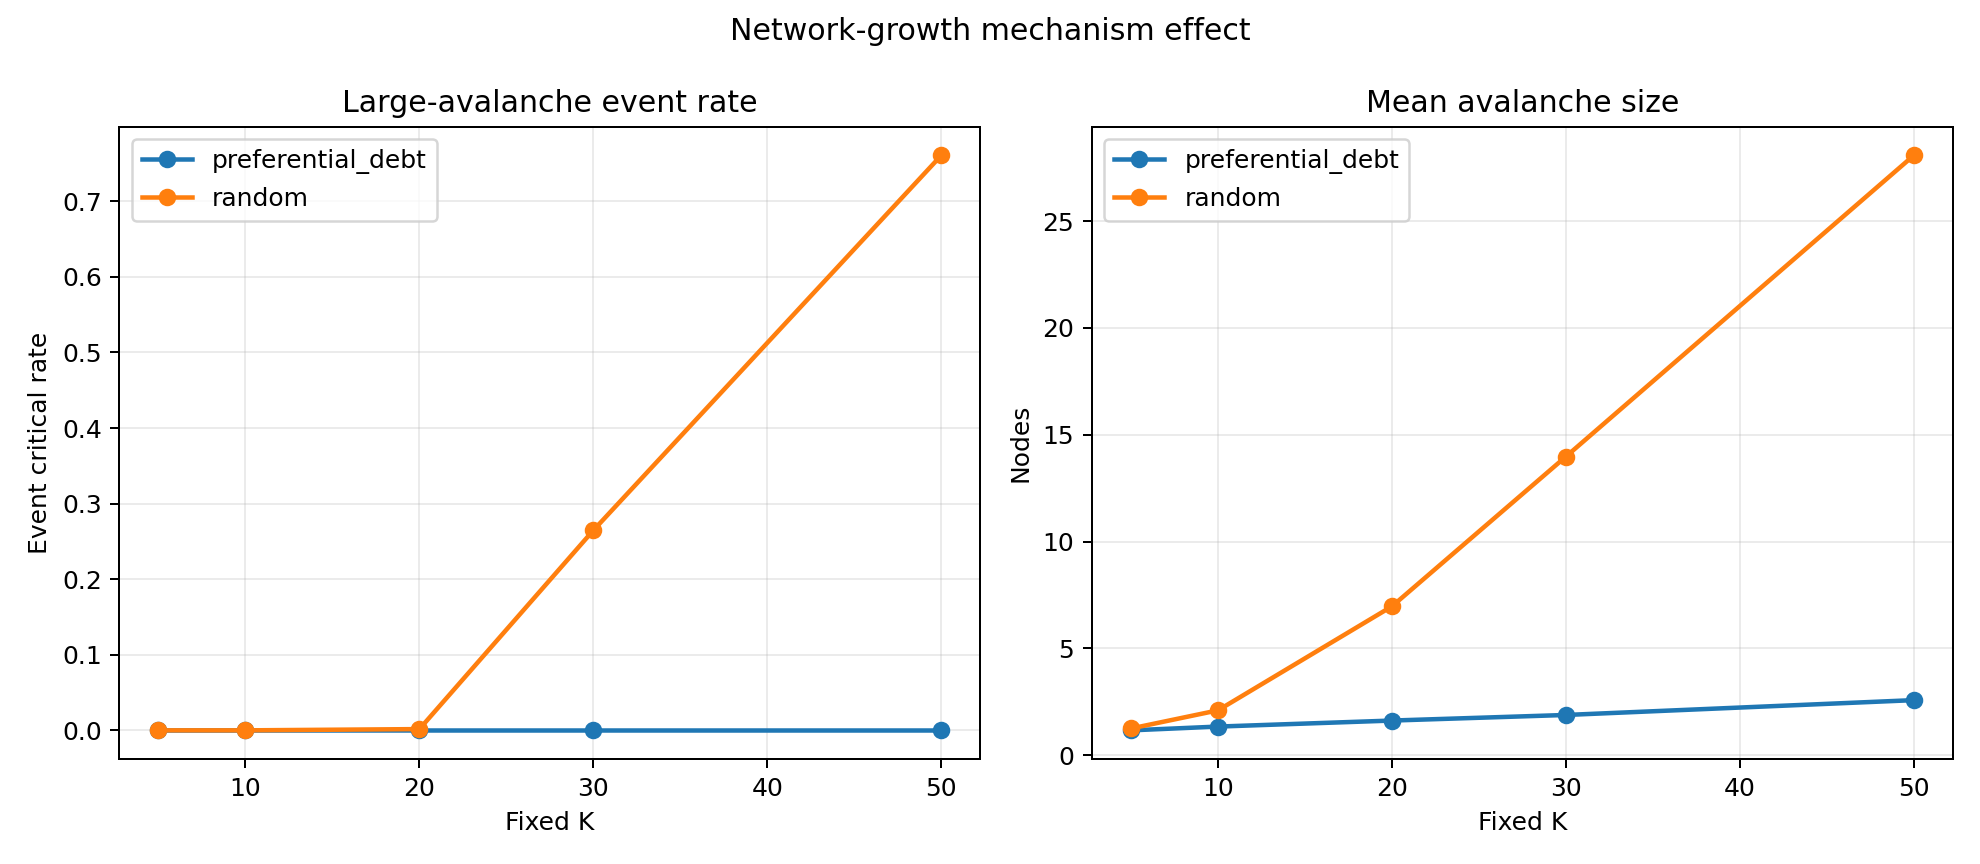 Network-growth mechanism effect
Large-avalanche event rate
preferential_debt
random
Event critical rate
0.7
0.6
0.5
0.4
0.3
0.2
0.1
0.0
10 20 30 40 50
Fixed K
Mean avalanche size
preferential_debt
random
Nodes
25
20
15
10
5
0
10 20 30 40 50
Fixed K